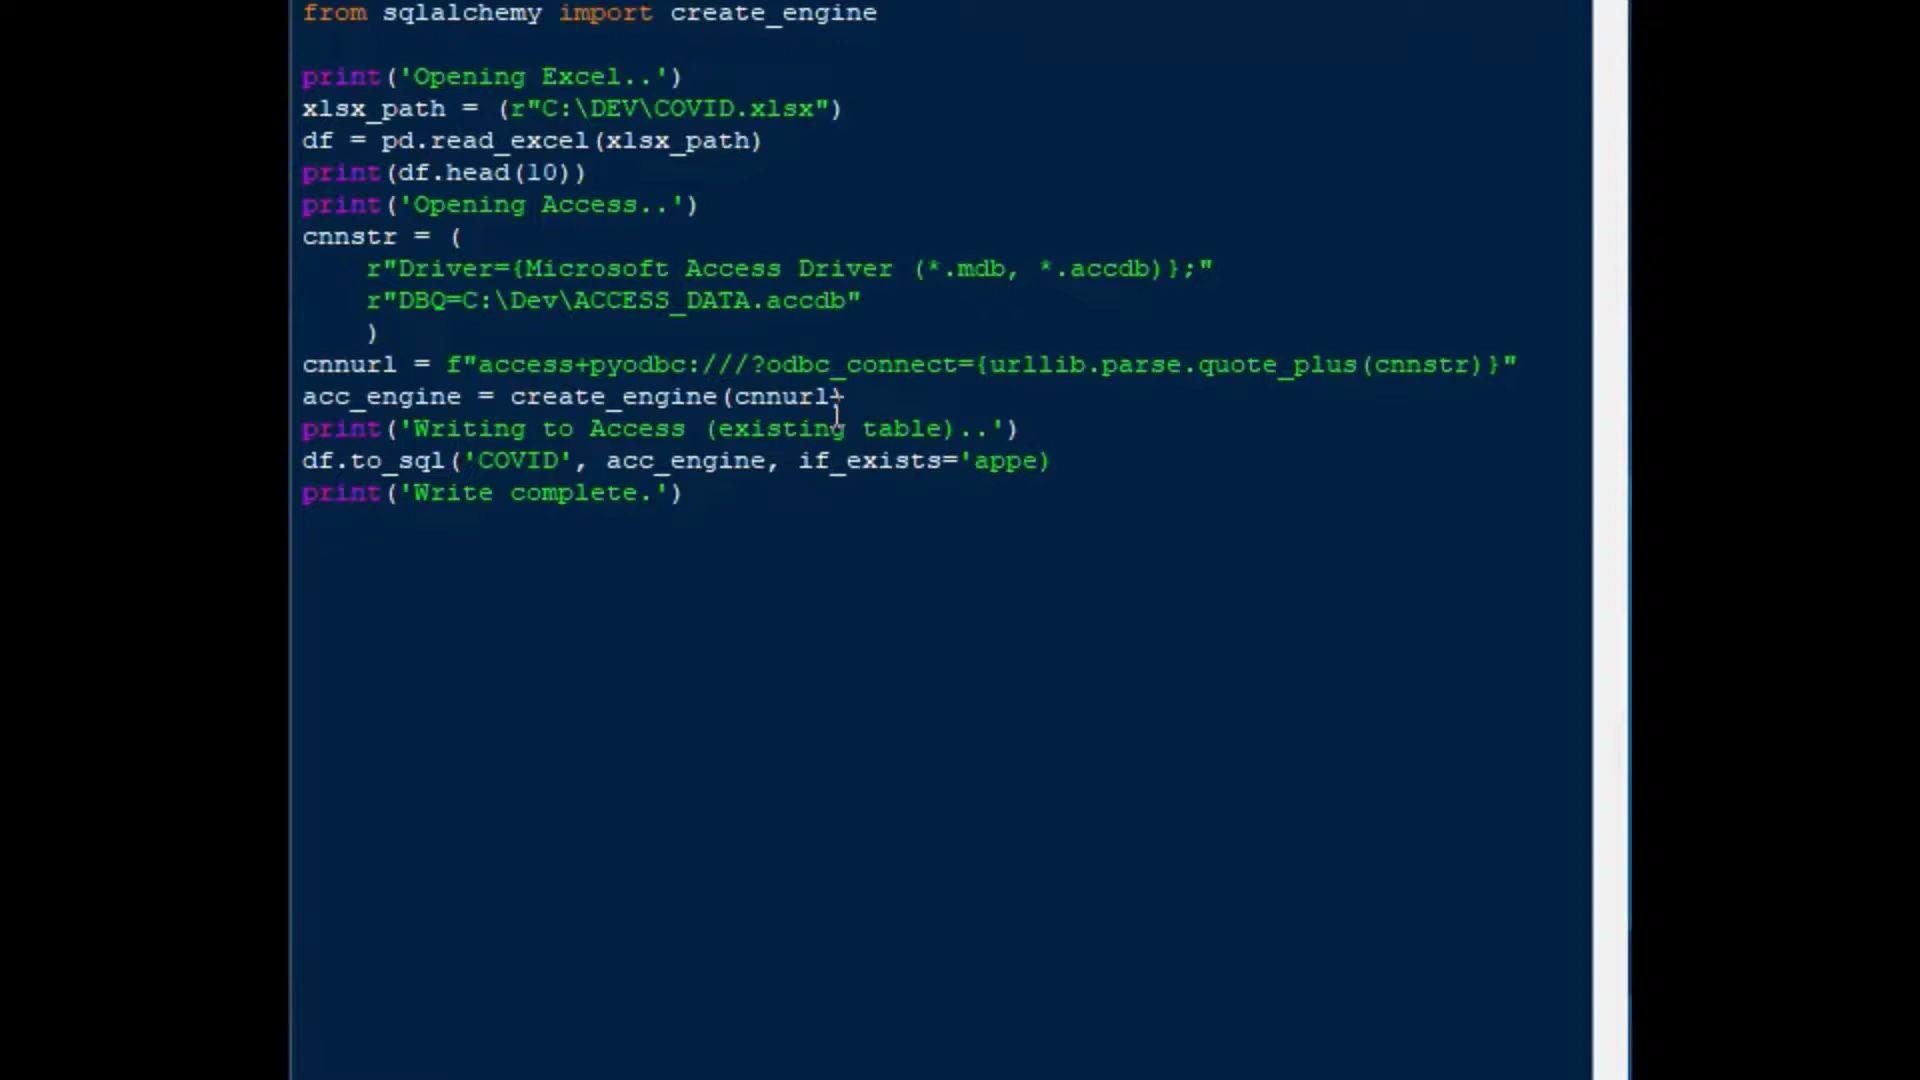 from sqlalchemy import create_engine
print('Opening Excel..')
xlsx_path = (r"C:\DEV\COVID.xlsx")
df = pd.read_excel(xlsx_path)
print(df.head(10))
print('Opening Access..')
cnnstr = (
    r"Driver={Microsoft Access Driver (*.mdb, *.accdb)};"
    r"DBQ=C:\Dev\ACCESS_DATA.accdb"
    )
cnnurl = f"access+pyodbc:///?odbc_connect={urllib.parse.quote_plus(cnnstr)}"
acc_engine = create_engine(cnnurl)
print('Writing to Access (existing table)..')
df.to_sql('COVID', acc_engine, if_exists='appe)
print('Write complete.')